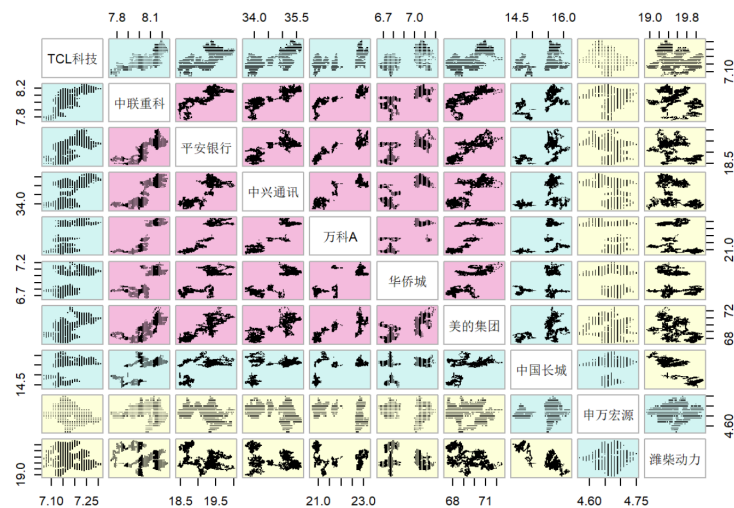 7.8 8.1 34.0 35.5 6.7 7.0 14.5 16.0 19.0 19.8
TCL科技 7.10
7.8 8.2 中联重科
平安银行 18.5
34.0 中兴通讯
万科A 21.0
6.7 7.2 华侨城
美的集团 68 72
14.5 中国长城
申万宏源 4.60
19.0 潍柴动力
7.10 7.25 18.5 19.5 21.0 23.0 68 71 4.60 4.75